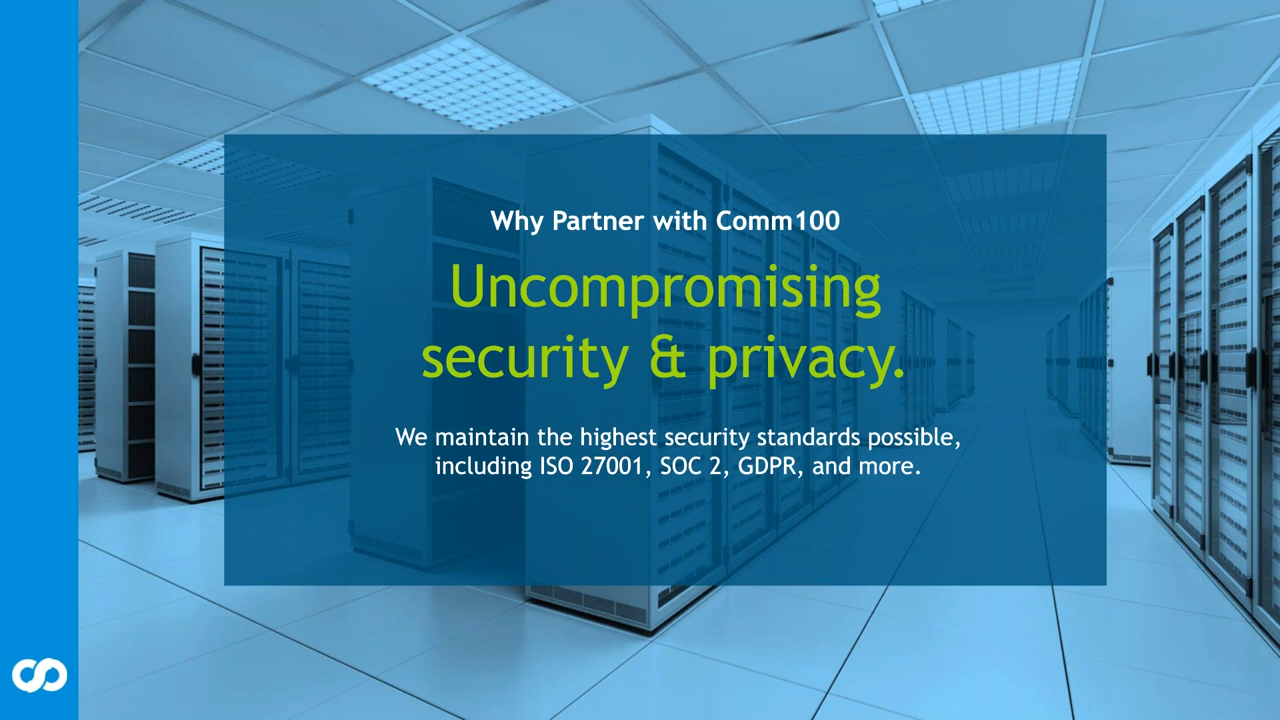 Why Partner with Comm100
Uncompromising
security & privacy.
We maintain the highest security standards possible,
including ISO 27001, SOC 2, GDPR, and more.